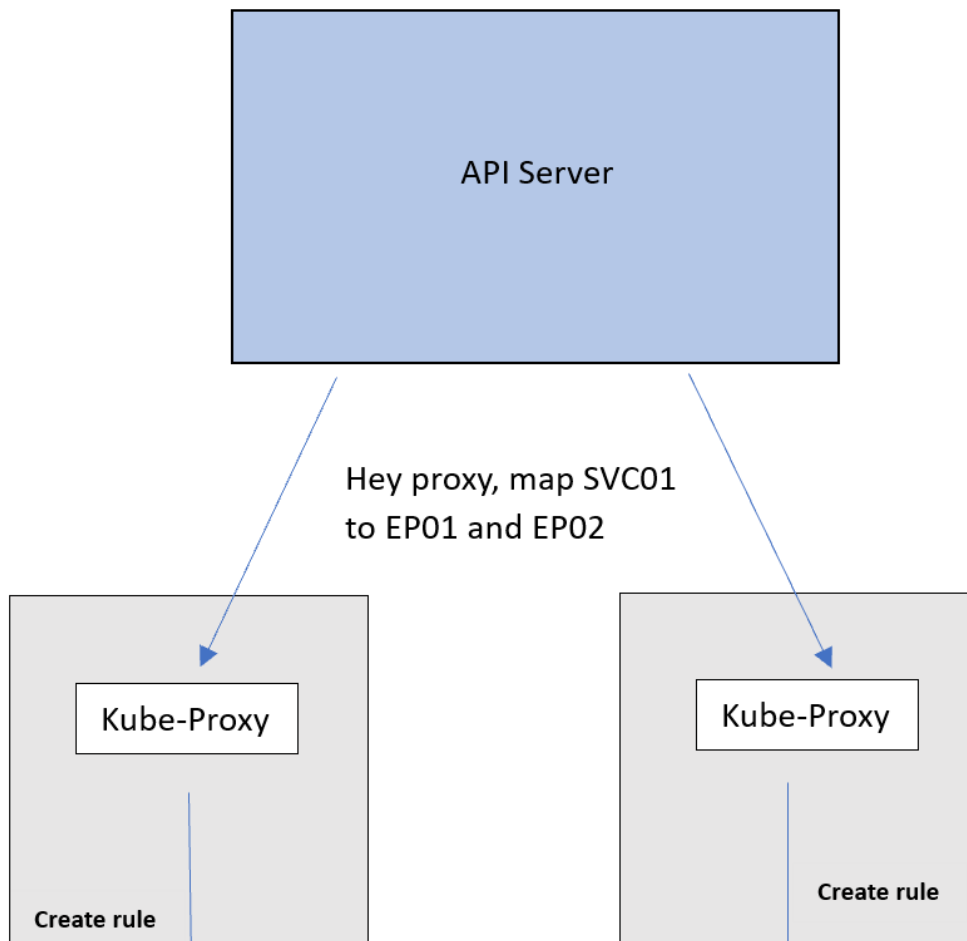 API Server
Hey proxy, map SVC01
to EP01 and EP02
Kube-Proxy
Kube-Proxy
Create rule
Create rule